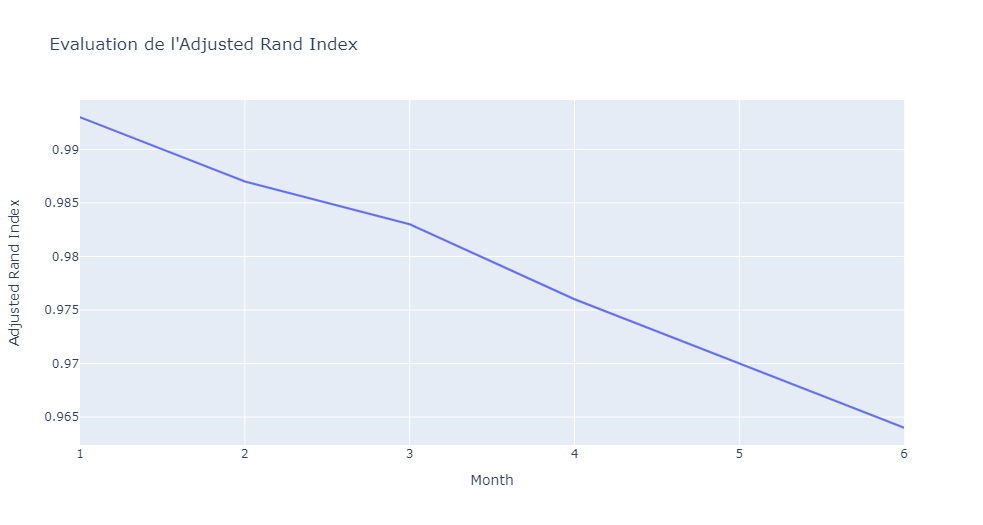 Evaluation de l'Adjusted Rand Index
Adjusted Rand Index
0.99
0.985
0.98
0.975
0.97
0.965
1 2 3 4 5 6
Month